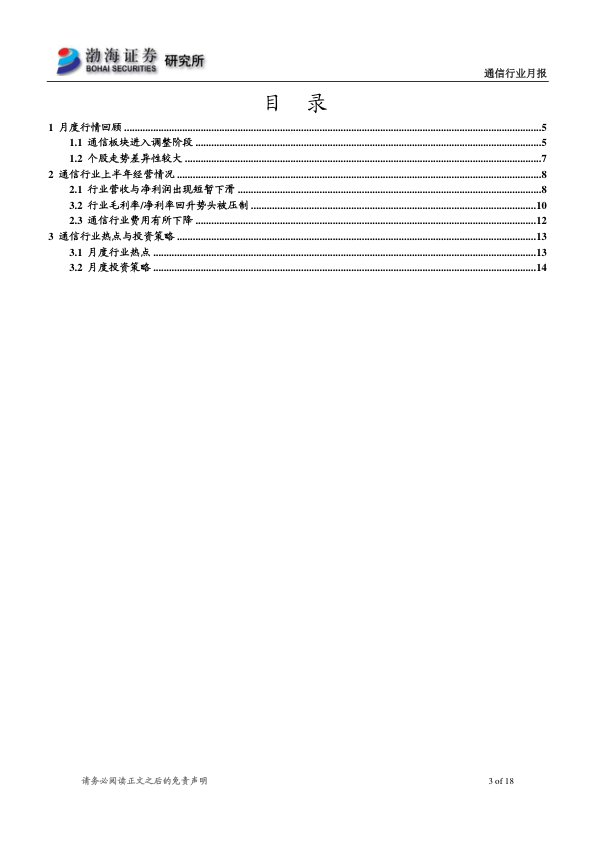 渤海证券 研究所
BOHAI SECURITIES
通信行业月报
目 录
1 月度行情回顾 ........ 5
1.1 通信板块进入调整阶段 ........ 5
1.2 个股走势差异性较大 ........ 7
2 通信行业上半年经营情况 ........ 8
2.1 行业营收与净利润出现短暂下滑 ........ 8
3.2 行业毛利率/净利率回升势头被压制 ........ 10
2.3 通信行业费用有所下降 ........ 12
3 通信行业热点与投资策略 ........ 13
3.1 月度行业热点 ........ 13
3.2 月度投资策略 ........ 14
请务必阅读正文之后的免责声明
3 of 18